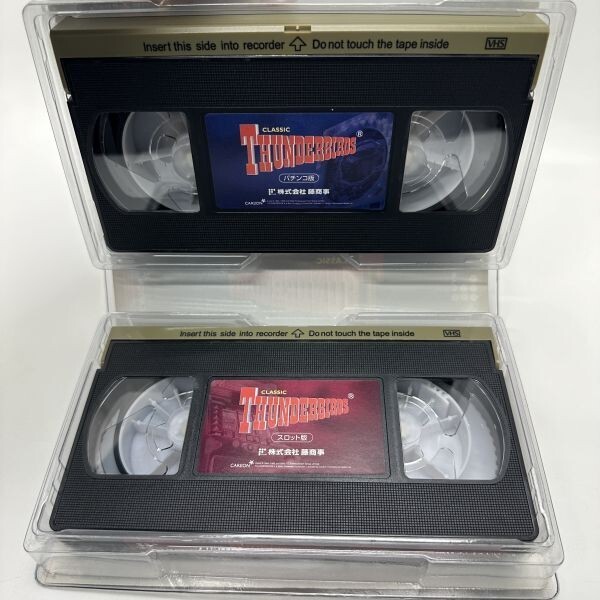 Insert this side into recorder ⇧ Do not touch the tape inside
VHS
CLASSIC
THUNDERBIRDS®
パチンコ版
株式会社 藤商事
CARLTON
Insert this side into recorder ⇧ Do not touch the tape inside
VHS
CLASSIC
THUNDERBIRDS®
スロット版
株式会社 藤商事
CARLTON